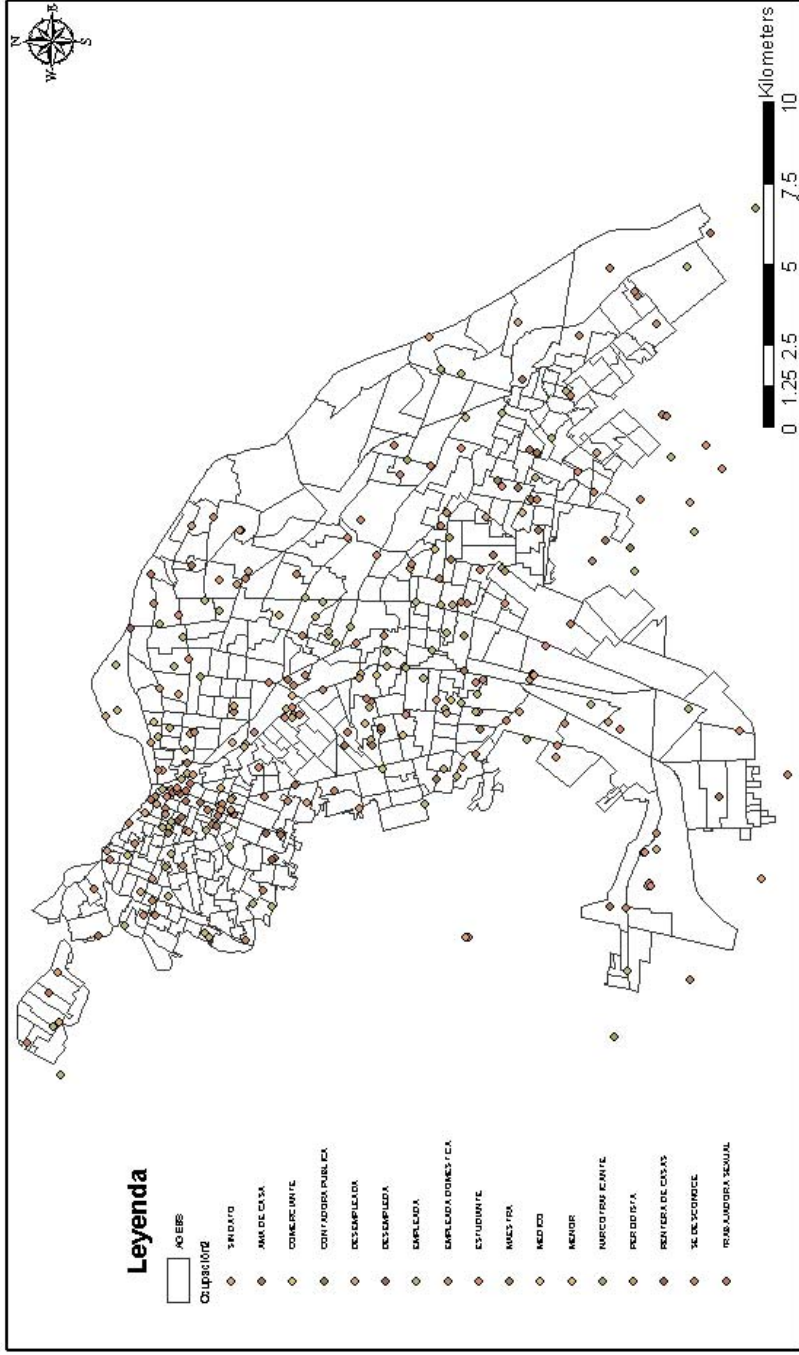 N
W
E
S
Leyenda
AGEBS
Ocupación2
SIN DATO
AMA DE CASA
COMERCIANTE
CONTADORA PUBLICA
DESEMPLEADA
DESEMPLEDA
EMPLEADA
EMPLEADA DOMESTICA
ESTUDIANTE
MAESTRA
MEDICO
MENOR
NARCOTRAFICANTE
PERIODISTA
RENTERA DE CASAS
SE DESCONOCE
TRABAJADORA SEXUAL
0 1.25 2.5 5 7.5 10
Kilometers